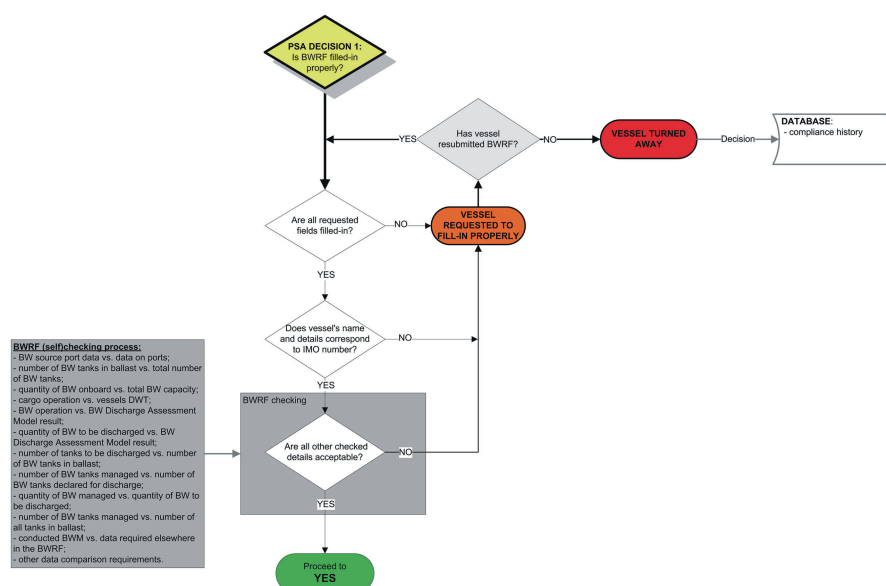 PSA DECISION 1:
Is BWRF filled-in
properly?
YES
Has vessel
resubmitted BWRF?
NO
VESSEL TURNED
AWAY
Decision
DATABASE:
- compliance history
Are all requested
fields filled-in?
NO
VESSEL
REQUESTED TO
FILL-IN PROPERLY
YES
Does vessel's name
and details correspond
to IMO number?
NO
YES
BWRF (self)checking process:
- BW source port data vs. data on ports;
- number of BW tanks in ballast vs. total number
of BW tanks;
- quantity of BW onboard vs. total BW capacity;
- cargo operation vs. vessels DWT;
- BW operation vs. BW Discharge Assessment
Model result;
- quantity of BW to be discharged vs. BW
Discharge Assessment Model result;
- number of tanks to be discharged vs. number
of BW tanks in ballast;
- number of BW tanks managed vs. number of
BW tanks declared for discharge;
- quantity of BW managed vs. quantity of BW to
be discharged;
- number of BW tanks managed vs. number of
all tanks in ballast;
- conducted BWM vs. data required elsewhere
in the BWRF;
- other data comparison requirements.
BWRF checking
Are all other checked
details acceptable?
NO
YES
Proceed to
YES